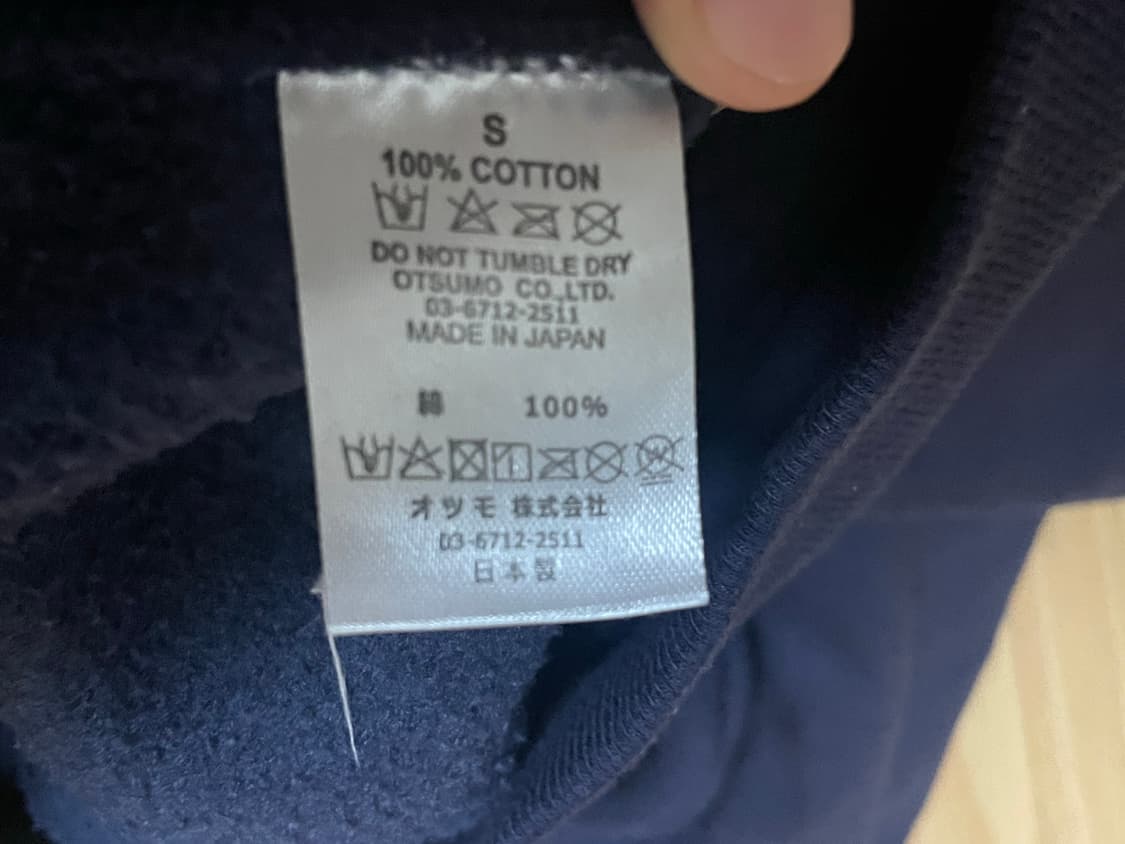 S
100% COTTON
DO NOT TUMBLE DRY
OTSUMO CO.,LTD.
03-6712-2511
MADE IN JAPAN
綿 100%
オツモ 株式会社
03-6712-2511
日本製